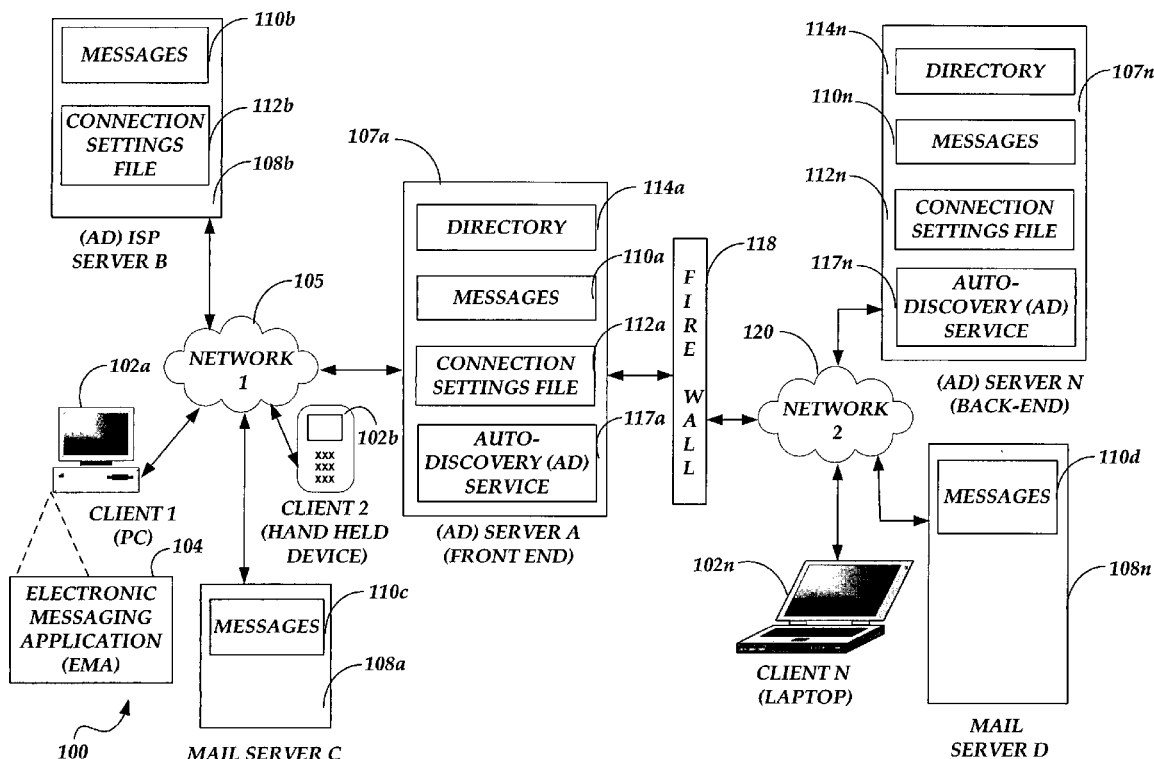 110b
MESSAGES
112b
CONNECTION
SETTINGS
FILE
108b
(AD) ISP
SERVER B
105
NETWORK
1
102a
CLIENT 1
(PC)
104
ELECTRONIC
MESSAGING
APPLICATION
(EMA)
100
102b
XXX
XXX
XXX
XXX
CLIENT 2
(HAND HELD
DEVICE)
110c
MESSAGES
108a
MAIL SERVER C
107a
114a
DIRECTORY
110a
MESSAGES
112a
CONNECTION
SETTINGS FILE
117a
AUTO-
DISCOVERY (AD)
SERVICE
(AD) SERVER A
(FRONT END)
118
F
I
R
E
W
A
L
L
120
NETWORK
2
114n
DIRECTORY
107n
110n
MESSAGES
112n
CONNECTION
SETTINGS FILE
117n
AUTO-
DISCOVERY (AD)
SERVICE
(AD) SERVER N
(BACK-END)
110d
MESSAGES
108n
MAIL
SERVER D
102n
CLIENT N
(LAPTOP)